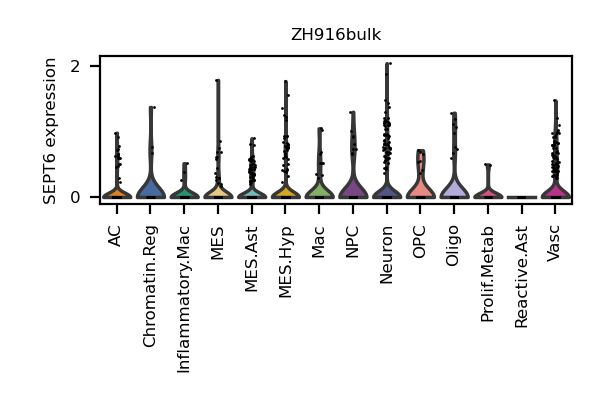 ZH916bulk
SEPT6 expression
2
0
AC
Chromatin.Reg
Inflammatory.Mac
MES
MES.Ast
MES.Hyp
Mac
NPC
Neuron
OPC
Oligo
Prolif.Metab
Reactive.Ast
Vasc